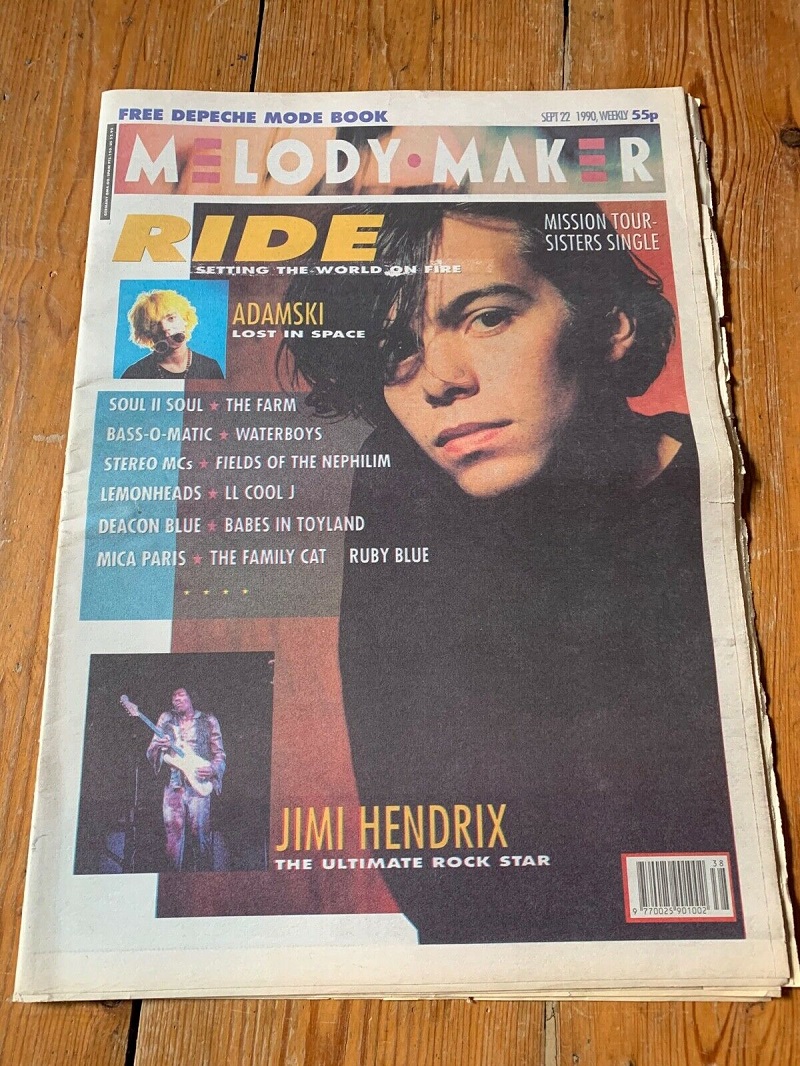 FREE DEPECHE MODE BOOK
SEPT 22 1990, WEEKLY 55p
MELODY·MAKER
RIDE
SETTING THE WORLD ON FIRE
MISSION TOUR-
SISTERS SINGLE
ADAMSKI
LOST IN SPACE
SOUL II SOUL ★ THE FARM
BASS-O-MATIC ★ WATERBOYS
STEREO MCs ★ FIELDS OF THE NEPHILIM
LEMONHEADS ★ LL COOL J
DEACON BLUE ★ BABES IN TOYLAND
MICA PARIS ★ THE FAMILY CAT RUBY BLUE
★ ★ ★ ★
JIMI HENDRIX
THE ULTIMATE ROCK STAR
38
9 770025 901002